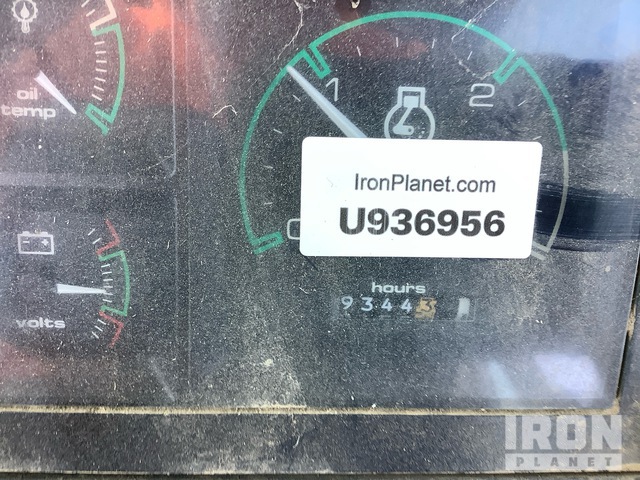 oil
temp
1
2
0
IronPlanet.com
U936956
volts
hours
93443
IRON
PLANET